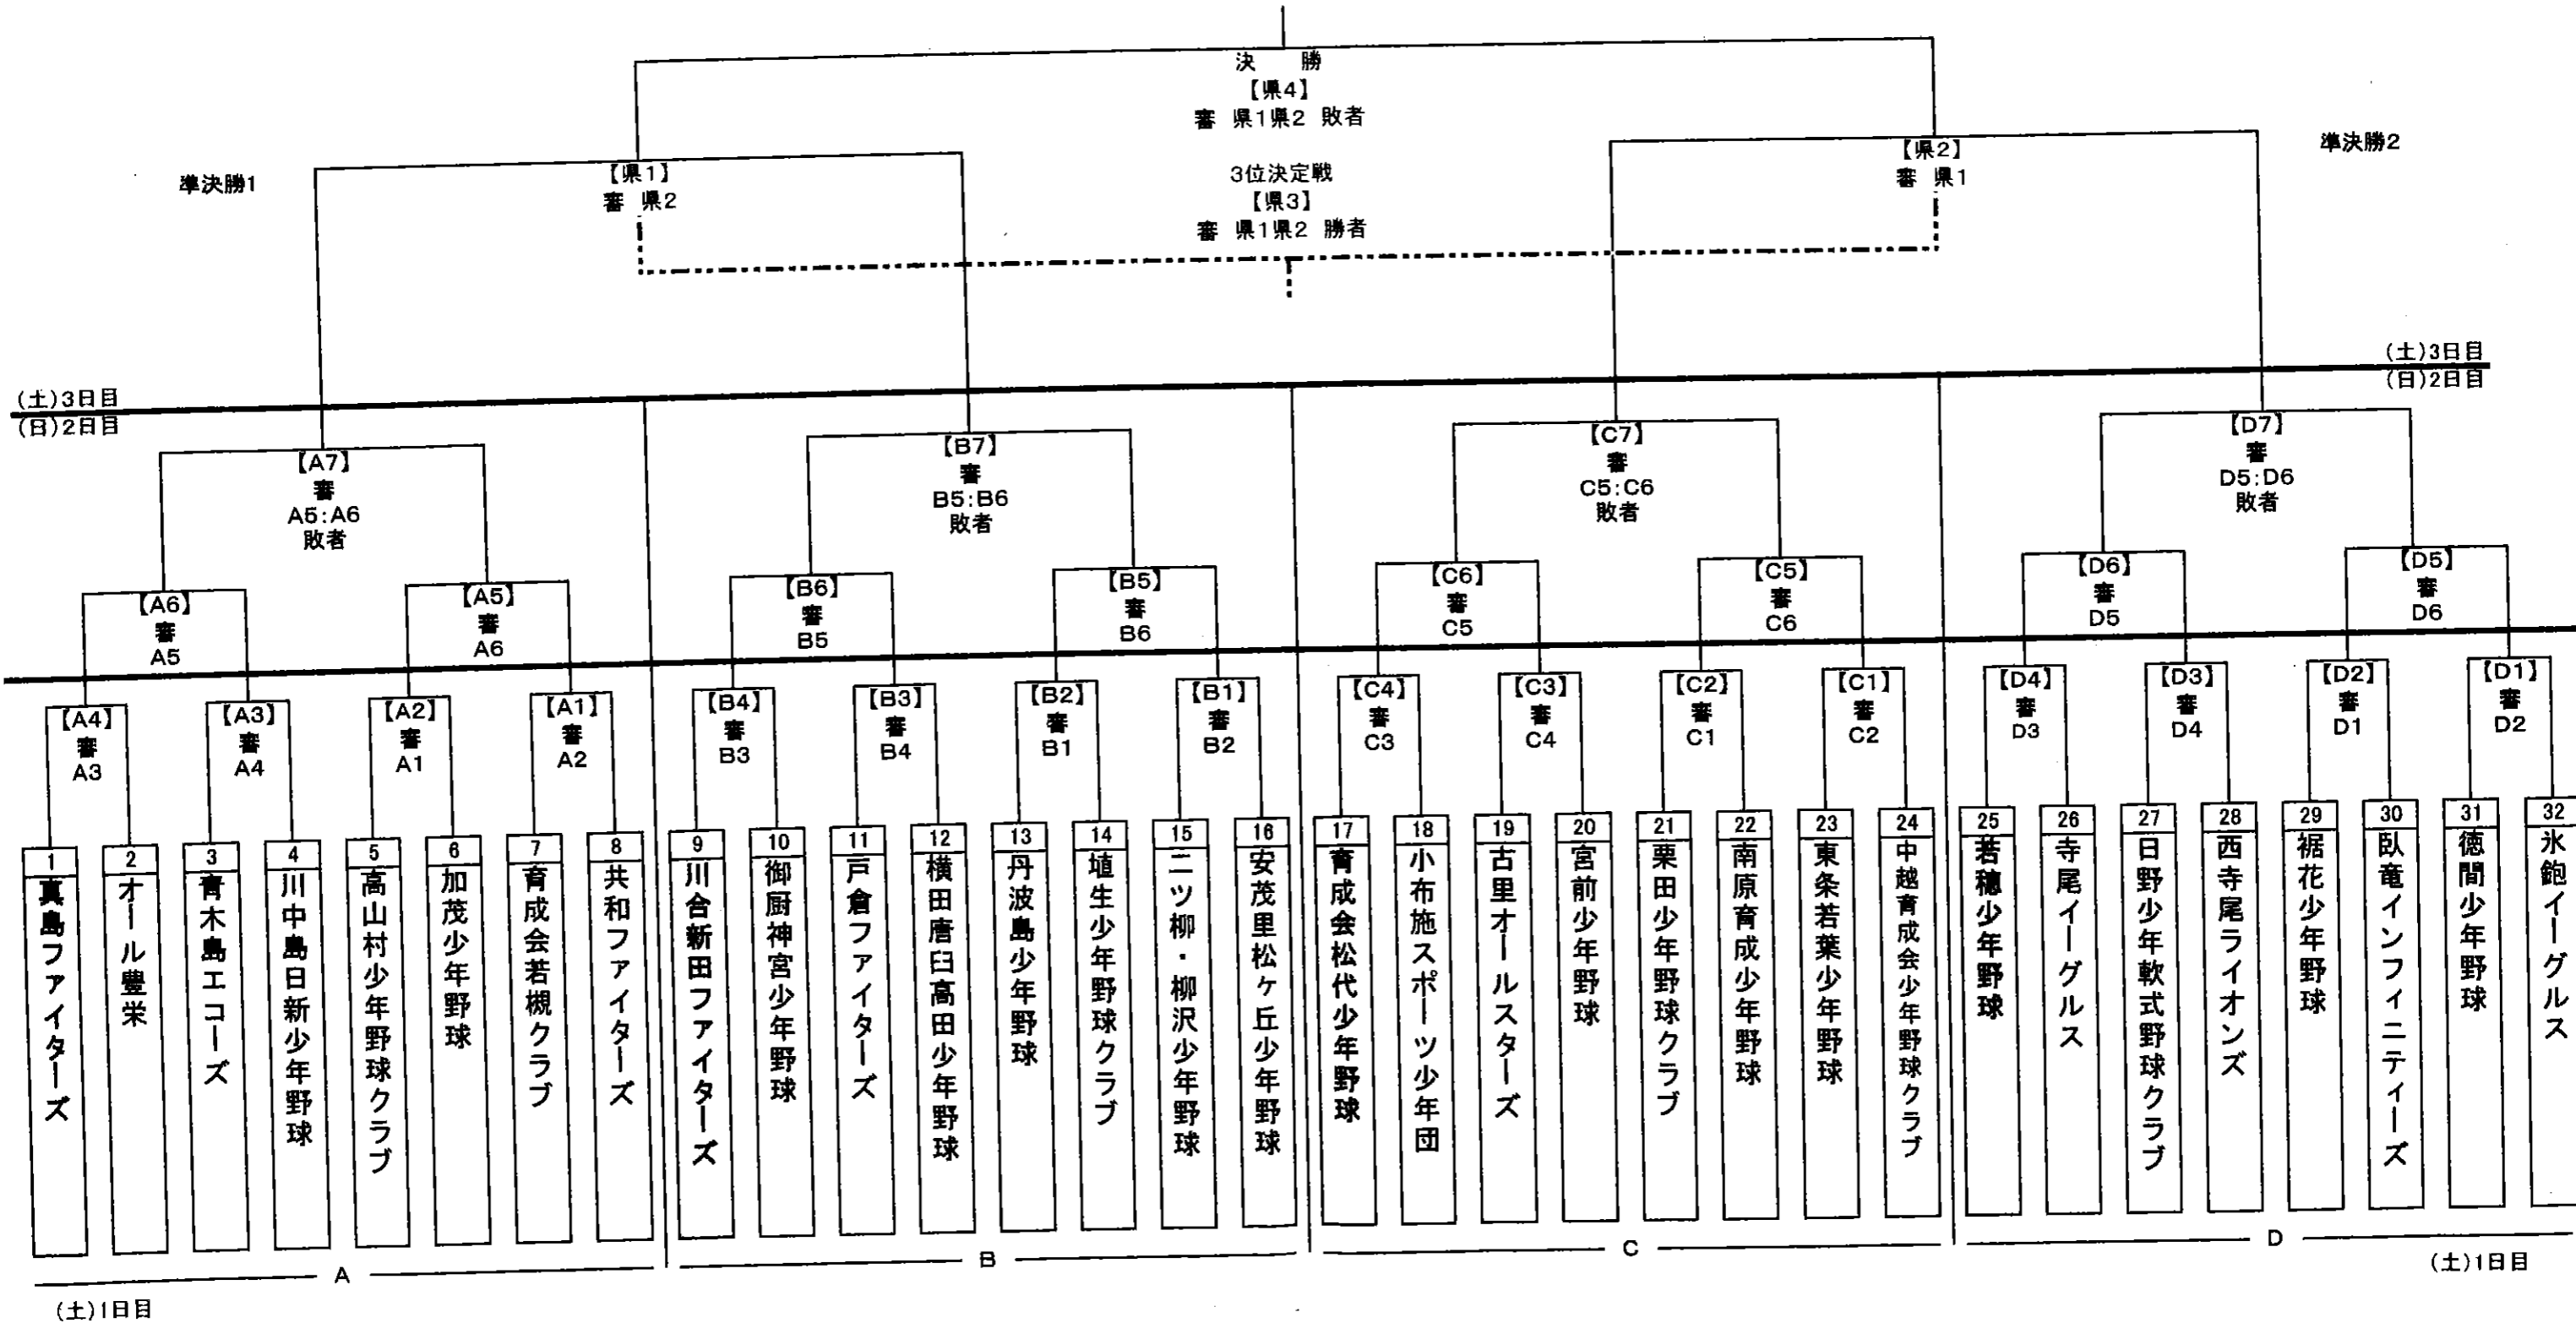 決 勝
【県4】
審 県1県2 敗者
準決勝1
【県1】
審 県2
3位決定戦
【県3】
審 県1県2 勝者
【県2】
審 県1
準決勝2
(土)3日目
(日)2日目
(土)3日目
(日)2日目
【A7】
審
A5:A6
敗者
【B7】
審
B5:B6
敗者
【C7】
審
C5:C6
敗者
【D7】
審
D5:D6
敗者
【A6】
審
A5
【A5】
審
A6
【B6】
審
B5
【B5】
審
B6
【C6】
審
C5
【C5】
審
C6
【D6】
審
D5
【D5】
審
D6
【A4】
審
A3
【A3】
審
A4
【A2】
審
A1
【A1】
審
A2
【B4】
審
B3
【B3】
審
B4
【B2】
審
B1
【B1】
審
B2
【C4】
審
C3
【C3】
審
C4
【C2】
審
C1
【C1】
審
C2
【D4】
審
D3
【D3】
審
D4
【D2】
審
D1
【D1】
審
D2
1
真島ファイターズ
2
オール豊栄
3
青木島エコーズ
4
川中島日新少年野球
5
高山村少年野球クラブ
6
加茂少年野球
7
育成会若槻クラブ
8
共和ファイターズ
9
川合新田ファイターズ
10
御厨神宮少年野球
11
戸倉ファイターズ
12
横田唐臼高田少年野球
13
丹波島少年野球
14
埴生少年野球クラブ
15
二ツ柳・柳沢少年野球
16
安茂里松ヶ丘少年野球
17
育成会松代少年野球
18
小布施スポーツ少年団
19
古里オールスターズ
20
宮前少年野球
21
栗田少年野球クラブ
22
南原育成少年野球
23
東条若葉少年野球
24
中越育成会少年野球クラブ
25
若穂少年野球
26
寺尾イーグルス
27
日野少年軟式野球クラブ
28
西寺尾ライオンズ
29
裾花少年野球
30
臥竜インフィニティーズ
31
徳間少年野球
32
氷鉋イーグルス
A
B
C
D
(土)1日目
(土)1日目